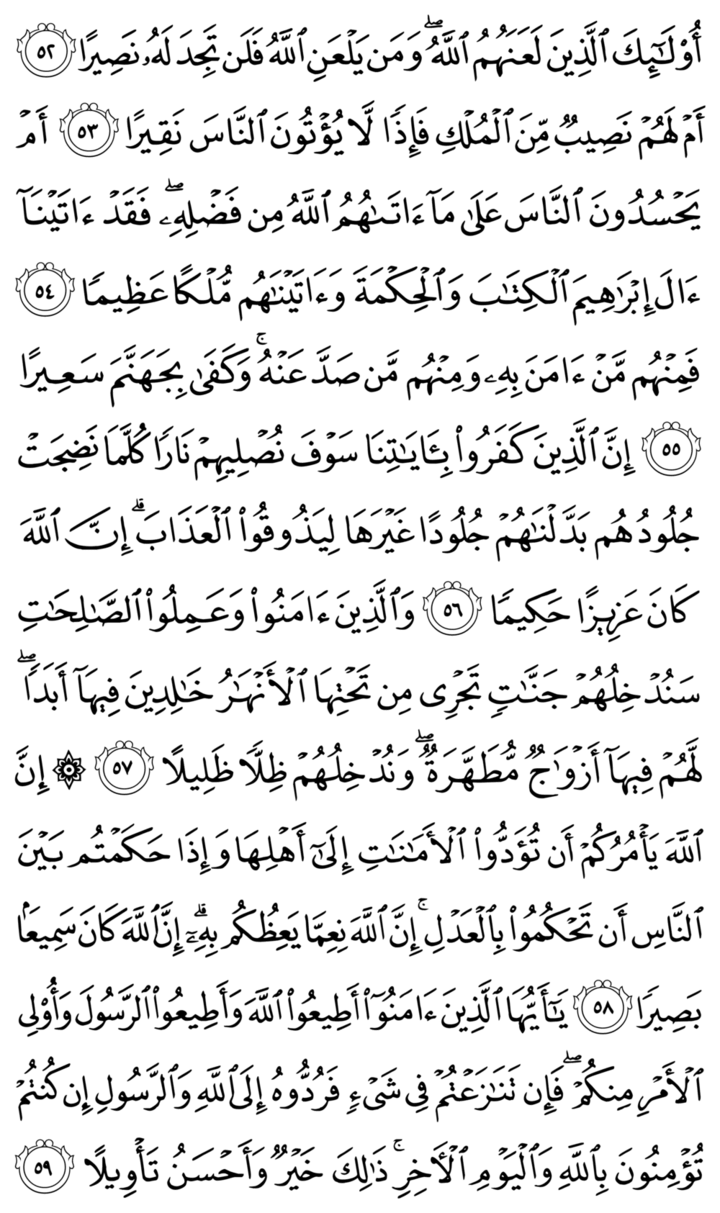 أُوْلَٰٓئِكَ ٱلَّذِينَ لَعَنَهُمُ ٱللَّهُۖ وَمَن يَلْعَنِ ٱللَّهُ فَلَن تَجِدَ لَهُۥ نَصِيرًا ٥٢
أَمْ لَهُمْ نَصِيبٌ مِّنَ ٱلْمُلْكِ فَإِذًا لَّا يُؤْتُونَ ٱلنَّاسَ نَقِيرًا ٥٣ أَمْ
يَحْسُدُونَ ٱلنَّاسَ عَلَىٰ مَآ ءَاتَىٰهُمُ ٱللَّهُ مِن فَضْلِهِۦۖ فَقَدْ ءَاتَيْنَآ
ءَالَ إِبْرَٰهِيمَ ٱلْكِتَٰبَ وَٱلْحِكْمَةَ وَءَاتَيْنَٰهُم مُّلْكًا عَظِيمًا ٥٤
فَمِنْهُم مَّنْ ءَامَنَ بِهِۦ وَمِنْهُم مَّن صَدَّ عَنْهُۚ وَكَفَىٰ بِجَهَنَّمَ سَعِيرًا
٥٥ إِنَّ ٱلَّذِينَ كَفَرُواْ بِـَٔايَٰتِنَا سَوْفَ نُصْلِيهِمْ نَارًا كُلَّمَا نَضِجَتْ
جُلُودُهُم بَدَّلْنَٰهُمْ جُلُودًا غَيْرَهَا لِيَذُوقُواْ ٱلْعَذَابَۗ إِنَّ ٱللَّهَ
كَانَ عَزِيزًا حَكِيمًا ٥٦ وَٱلَّذِينَ ءَامَنُواْ وَعَمِلُواْ ٱلصَّٰلِحَٰتِ
سَنُدْخِلُهُمْ جَنَّٰتٍ تَجْرِى مِن تَحْتِهَا ٱلْأَنْهَٰرُ خَٰلِدِينَ فِيهَآ أَبَدًاۖ
لَّهُمْ فِيهَآ أَزْوَٰجٌ مُّطَهَّرَةٌۖ وَنُدْخِلُهُمْ ظِلًّا ظَلِيلًا ٥٧ ۞ إِنَّ
ٱللَّهَ يَأْمُرُكُمْ أَن تُؤَدُّواْ ٱلْأَمَٰنَٰتِ إِلَىٰٓ أَهْلِهَا وَإِذَا حَكَمْتُم بَيْنَ
ٱلنَّاسِ أَن تَحْكُمُواْ بِٱلْعَدْلِۚ إِنَّ ٱللَّهَ نِعِمَّا يَعِظُكُم بِهِۦٓۗ إِنَّ ٱللَّهَ كَانَ سَمِيعَۢا
بَصِيرًا ٥٨ يَٰٓأَيُّهَا ٱلَّذِينَ ءَامَنُوٓاْ أَطِيعُواْ ٱللَّهَ وَأَطِيعُواْ ٱلرَّسُولَ وَأُوْلِى
ٱلْأَمْرِ مِنكُمْۖ فَإِن تَنَٰزَعْتُمْ فِى شَىْءٍ فَرُدُّوهُ إِلَى ٱللَّهِ وَٱلرَّسُولِ إِن كُنتُمْ
تُؤْمِنُونَ بِٱللَّهِ وَٱلْيَوْمِ ٱلْأَخِرِۚ ذَٰلِكَ خَيْرٌ وَأَحْسَنُ تَأْوِيلًا ٥٩